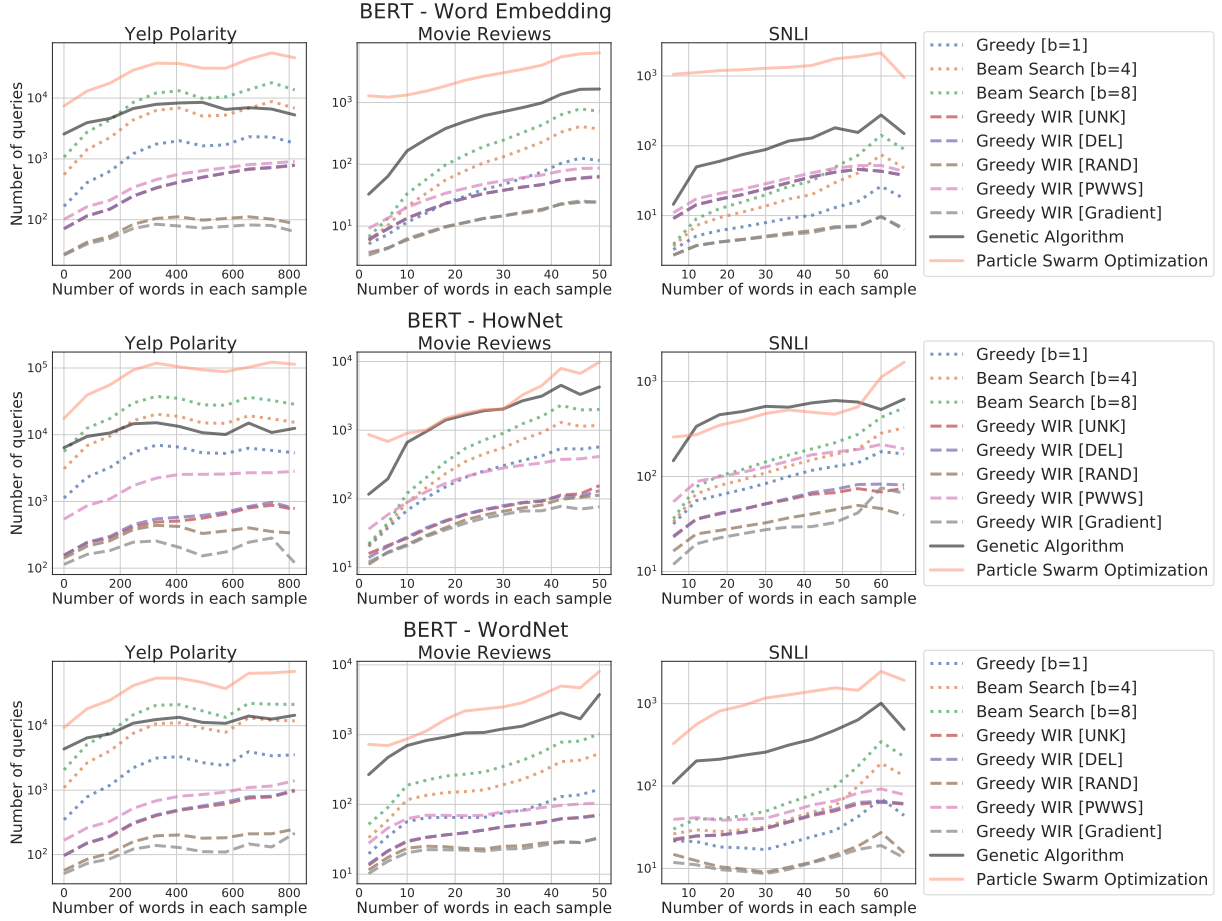 BERT - Word Embedding
Yelp Polarity
Movie Reviews
SNLI
Number of queries
10^4
10^3
10^2
0 200 400 600 800
Number of words in each sample
10^3
10^2
10^1
0 10 20 30 40 50
Number of words in each sample
10^3
10^2
10^1
10 20 30 40 50 60
Number of words in each sample
Greedy [b=1]
Beam Search [b=4]
Beam Search [b=8]
Greedy WIR [UNK]
Greedy WIR [DEL]
Greedy WIR [RAND]
Greedy WIR [PWWS]
Greedy WIR [Gradient]
Genetic Algorithm
Particle Swarm Optimization
BERT - HowNet
Yelp Polarity
Movie Reviews
SNLI
Number of queries
10^5
10^4
10^3
10^2
0 200 400 600 800
Number of words in each sample
10^4
10^3
10^2
10^1
0 10 20 30 40 50
Number of words in each sample
10^3
10^2
10^1
10 20 30 40 50 60
Number of words in each sample
Greedy [b=1]
Beam Search [b=4]
Beam Search [b=8]
Greedy WIR [UNK]
Greedy WIR [DEL]
Greedy WIR [RAND]
Greedy WIR [PWWS]
Greedy WIR [Gradient]
Genetic Algorithm
Particle Swarm Optimization
BERT - WordNet
Yelp Polarity
Movie Reviews
SNLI
Number of queries
10^4
10^3
10^2
0 200 400 600 800
Number of words in each sample
10^4
10^3
10^2
10^1
0 10 20 30 40 50
Number of words in each sample
10^3
10^2
10^1
10 20 30 40 50 60
Number of words in each sample
Greedy [b=1]
Beam Search [b=4]
Beam Search [b=8]
Greedy WIR [UNK]
Greedy WIR [DEL]
Greedy WIR [RAND]
Greedy WIR [PWWS]
Greedy WIR [Gradient]
Genetic Algorithm
Particle Swarm Optimization